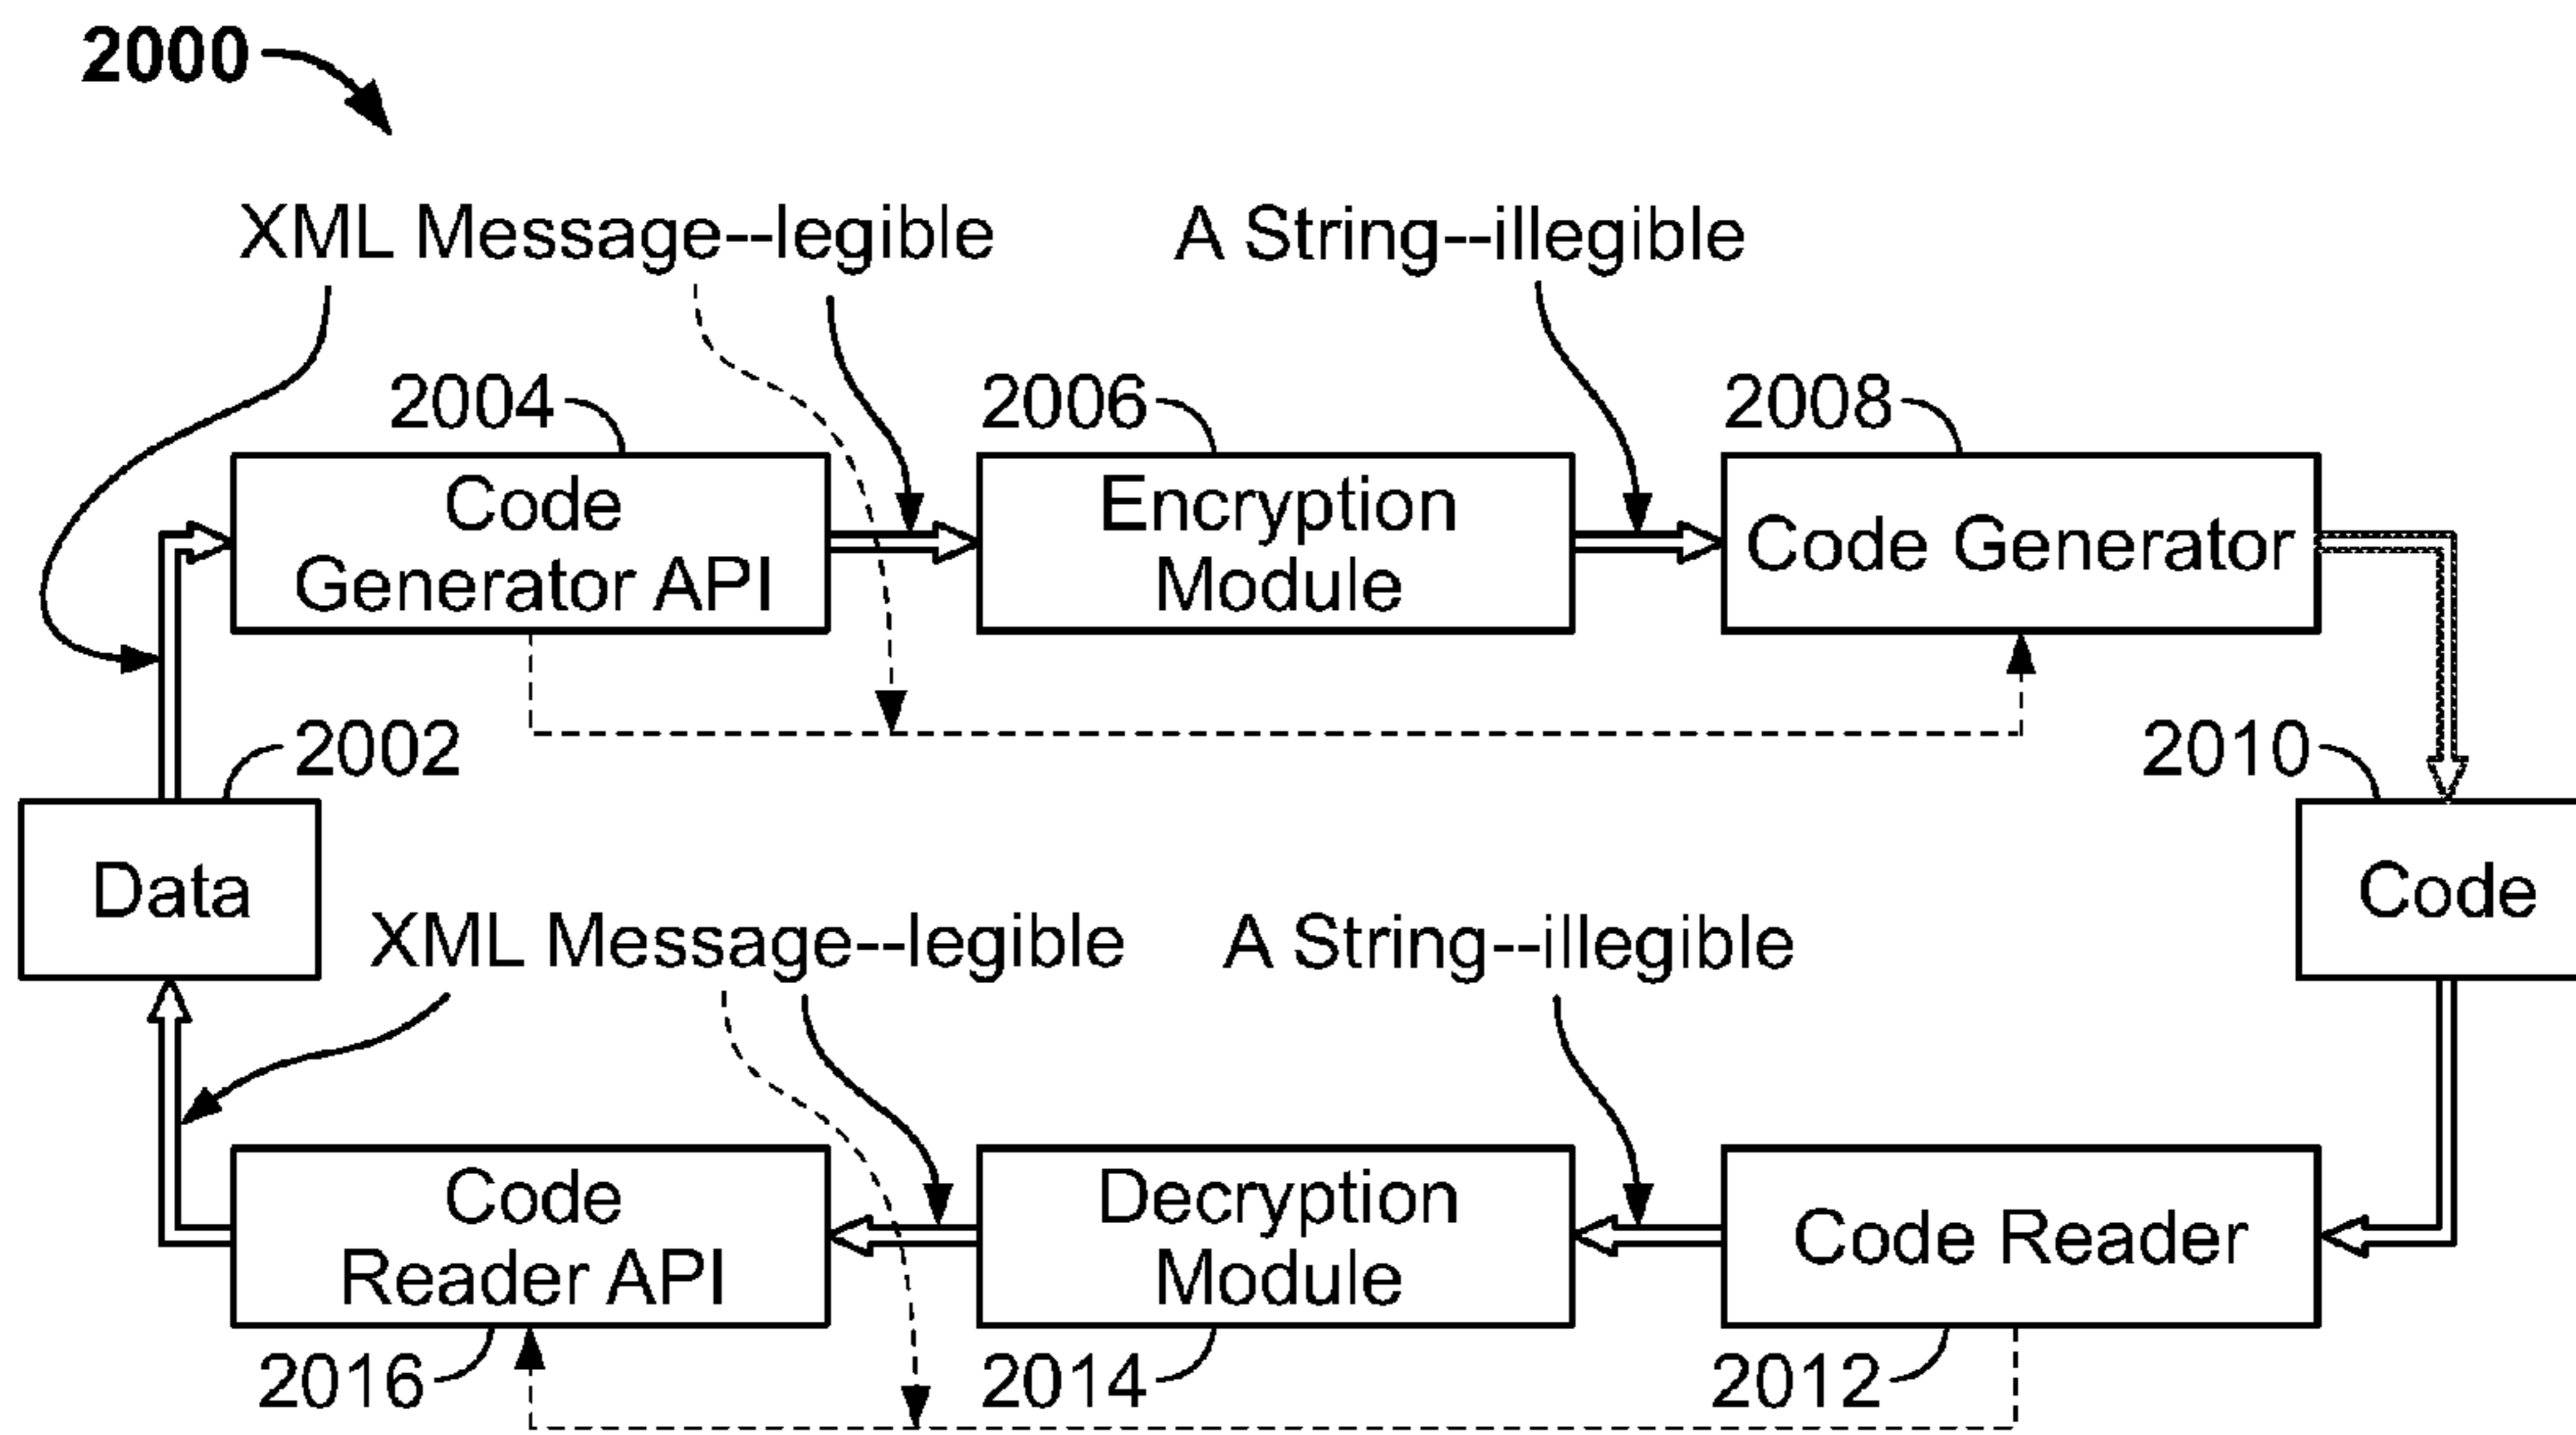 2000
XML Message--legible
A String--illegible
2004
2006
2008
Code
Generator API
Encryption
Module
Code Generator
2002
2010
Data
Code
XML Message--legible
A String--illegible
Code
Reader API
Decryption
Module
Code Reader
2016
2014
2012